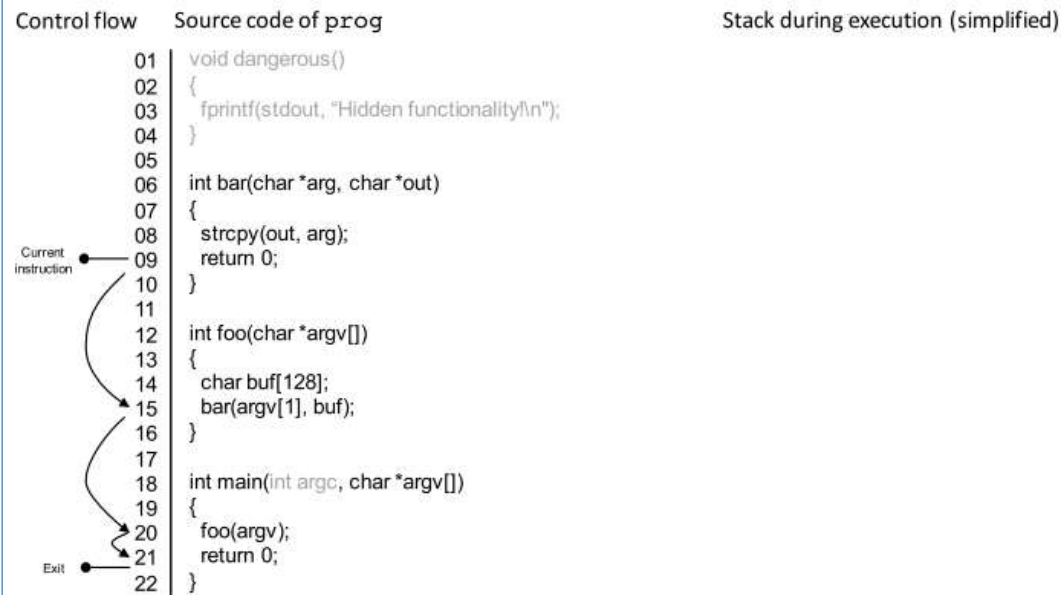 Control flow Source code of prog Stack during execution (simplified)
01 void dangerous()
02 {
03 fprintf(stdout, “Hidden functionality!\n");
04 }
05
06 int bar(char *arg, char *out)
07 {
08 strcpy(out, arg);
Current instruction 09 return 0;
10 }
11
12 int foo(char *argv[])
13 {
14 char buf[128];
15 bar(argv[1], buf);
16 }
17
18 int main(int argc, char *argv[])
19 {
20 foo(argv);
21 return 0;
Exit
22 }